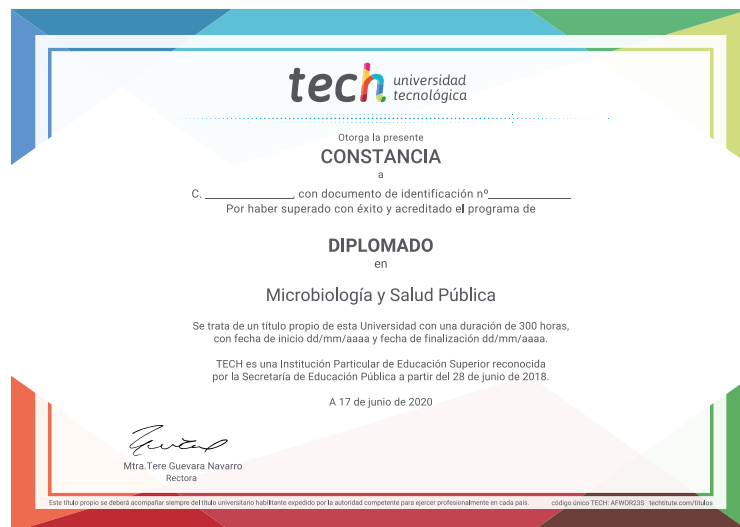 tech universidad
tecnológica
Otorga la presente
CONSTANCIA
a
C. ______________, con documento de identificación nº______________
Por haber superado con éxito y acreditado el programa de
DIPLOMADO
en
Microbiología y Salud Pública
Se trata de un título propio de esta Universidad con una duración de 300 horas,
con fecha de inicio dd/mm/aaaa y fecha de finalización dd/mm/aaaa.
TECH es una Institución Particular de Educación Superior reconocida
por la Secretaría de Educación Pública a partir del 28 de junio de 2018.
A 17 de junio de 2020
Mtra.Tere Guevara Navarro
Rectora
Este título propio se deberá acompañar siempre del título universitario habilitante expedido por la autoridad competente para ejercer profesionalmente en cada país. código único TECH: AFWOR23S techtitute.com/titulos